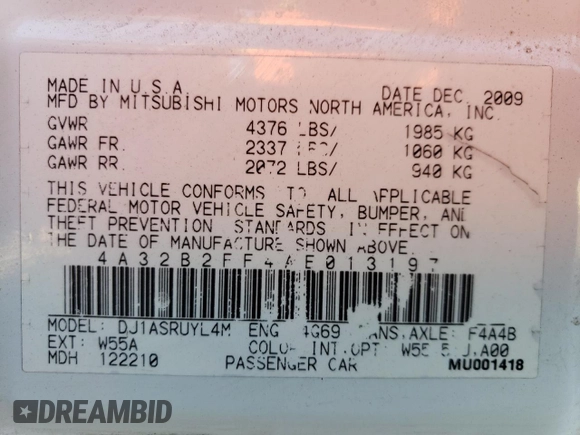 MADE IN U.S.A. DATE DEC. 2009
MFD BY MITSUBISHI MOTORS NORTH AMERICA, INC.
GVWR 4376 LBS/ 1985 KG
GAWR FR. 2337 1060 KG
GAWR RR. 2072 LBS/ 940 KG
THIS VEHICLE CONFORMS TO ALL APPLICABLE
FEDERAL MOTOR VEHICLE SAFETY, BUMPER, AND
THEFT PREVENTION STANDARDS IN EFFECT ON
THE DATE OF MANUFACTURE SHOWN ABOVE.
4A32B2FF4AE013197
MODEL: DJ1ASRUYL4M ENG 4G69 TRANS,AXLE: F4A4B
EXT: W55A COLOR INT.OPT W55
MDH 122210 PASSENGER CAR MU001418
DREAMBID